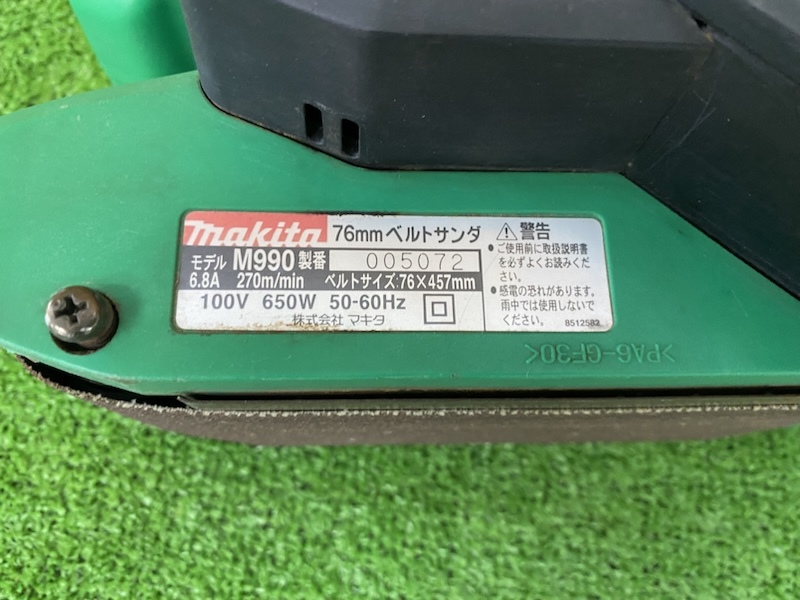 makita 76mm ベルトサンダ
モデル M990 製番 005072
6.8A 270m/min ベルトサイズ:76×457mm
100V 650W 50-60Hz
株式会社 マキタ
警告
●ご使用前に取扱説明書
を必ずよくお読みくだ
さい。
●感電の恐れがあります。
雨中では使用しないで
ください。
8512582
>PA6-GF30<